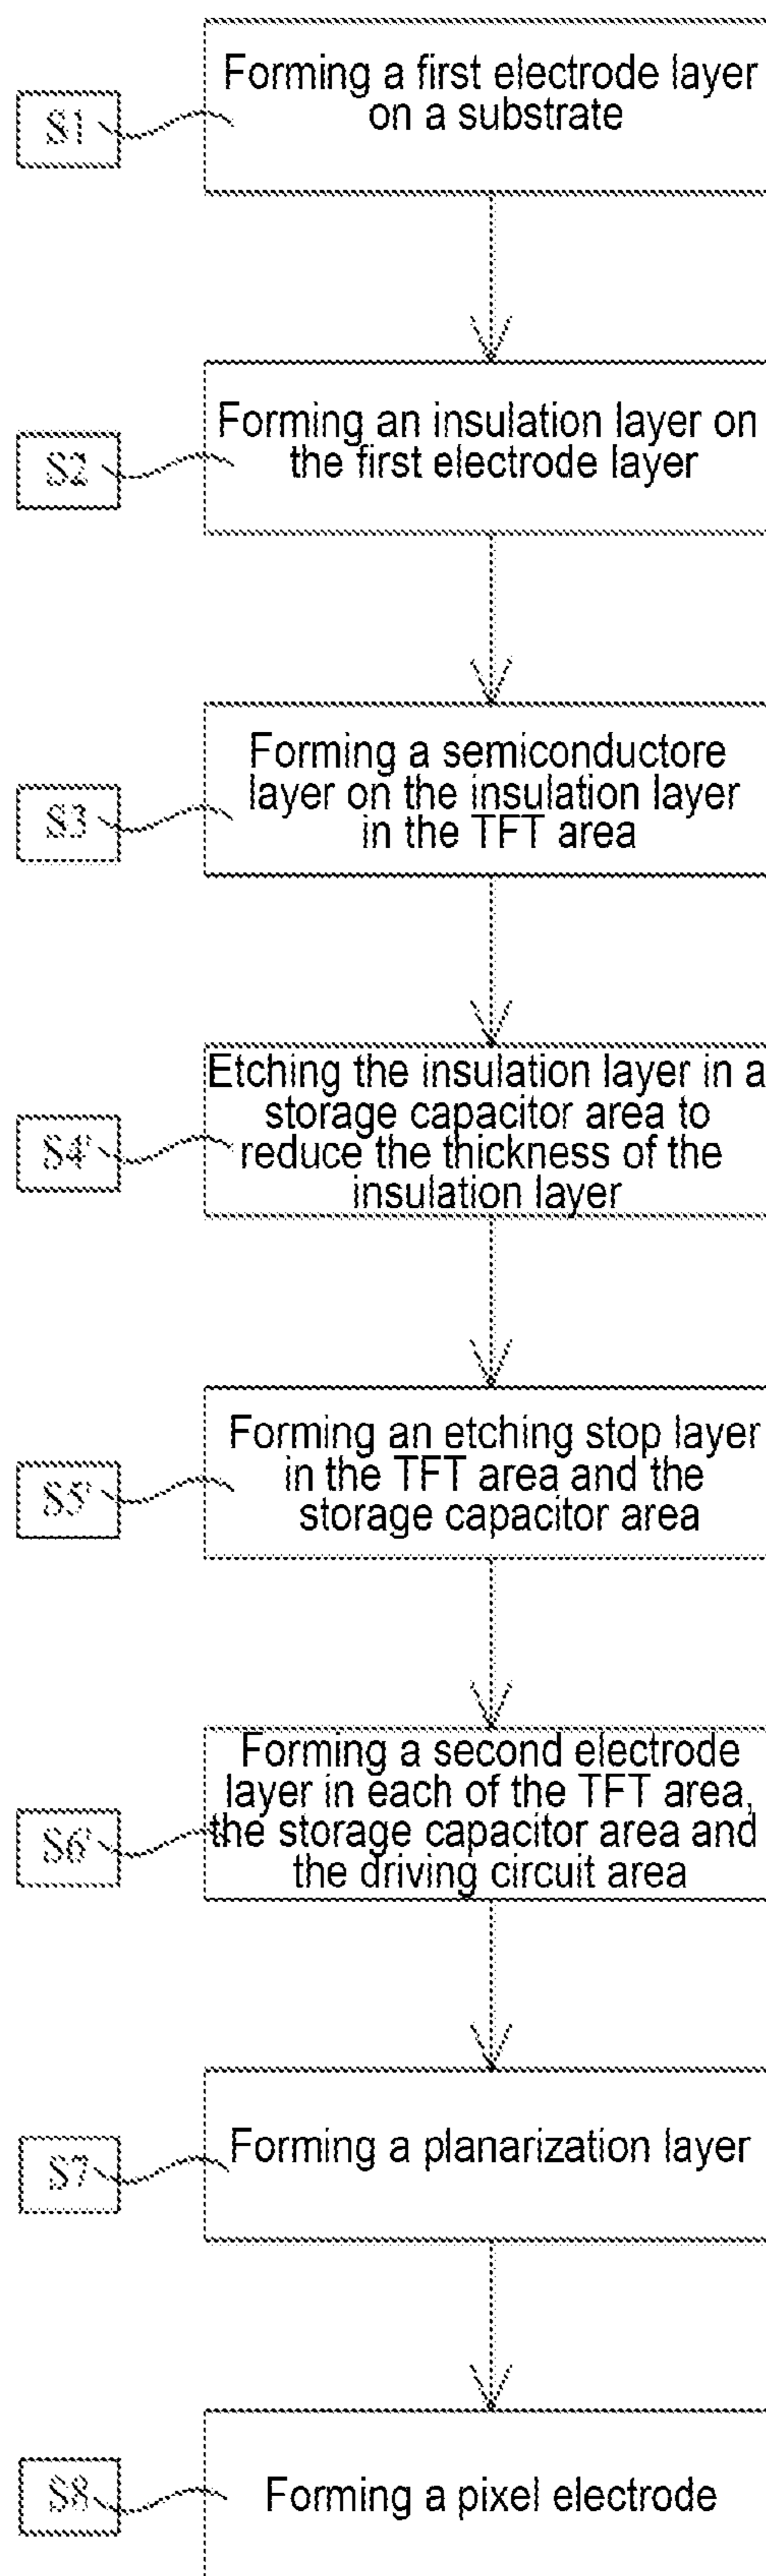 Forming a first electrode layer
on a substrate
S1
Forming an insulation layer on
the first electrode layer
S2
Forming a semiconductore
layer on the insulation layer
in the TFT area
S3
Etching the insulation layer in a
storage capacitor area to
reduce the thickness of the
insulation layer
S4'
Forming an etching stop layer
in the TFT area and the
storage capacitor area
S5'
Forming a second electrode
layer in each of the TFT area,
the storage capacitor area and
the driving circuit area
S6'
Forming a planarization layer
S7
Forming a pixel electrode
S8